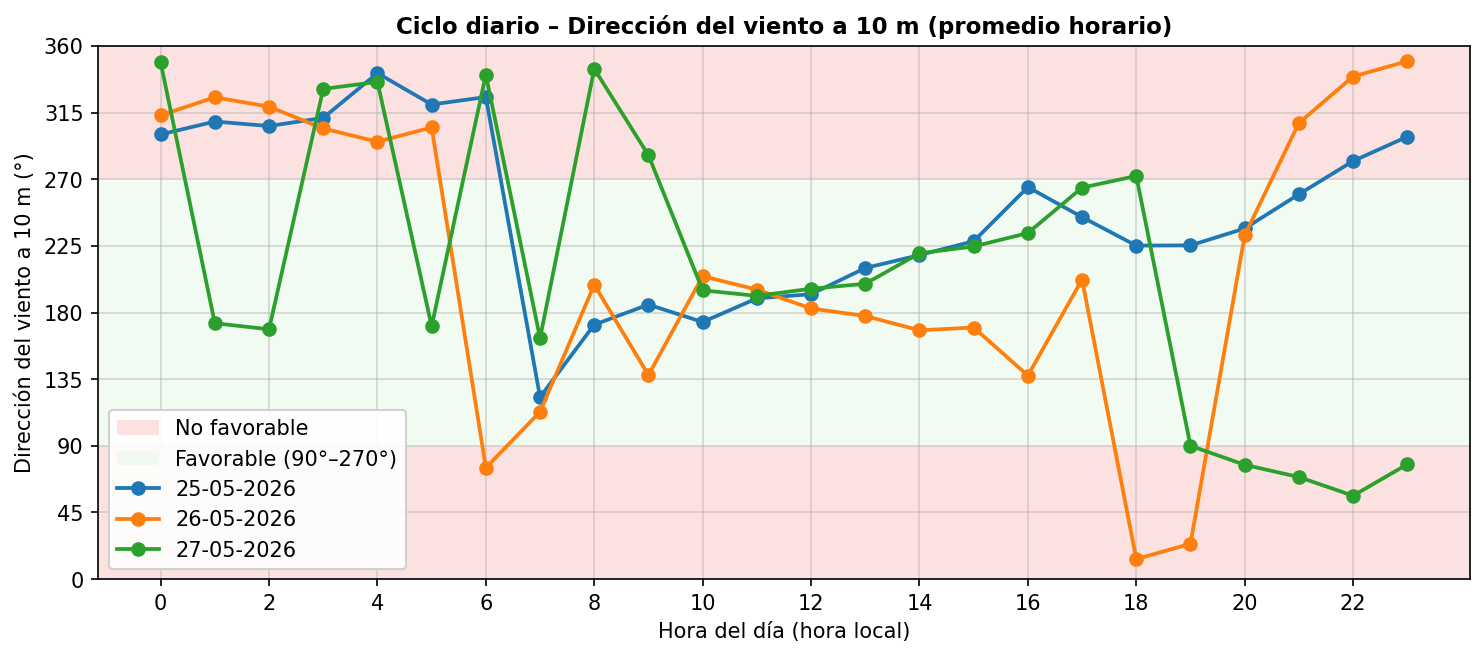 Ciclo diario – Dirección del viento a 10 m (promedio horario)
Dirección del viento a 10 m (°)
360
315
270
225
180
135
90
45
0
No favorable
Favorable (90°–270°)
25-05-2026
26-05-2026
27-05-2026
0 2 4 6 8 10 12 14 16 18 20 22
Hora del día (hora local)